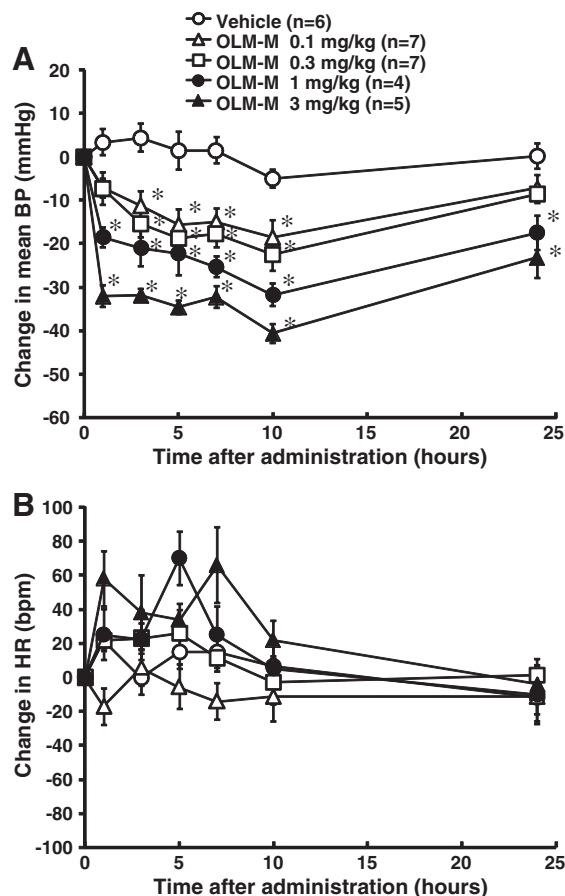 Vehicle (n=6)
OLM-M 0.1 mg/kg (n=7)
OLM-M 0.3 mg/kg (n=7)
OLM-M 1 mg/kg (n=4)
OLM-M 3 mg/kg (n=5)
A
Change in mean BP (mmHg)
20
10
0
-10
-20
-30
-40
-50
-60
* * * *
* * * *
* * * * * *
* * * * * *
0 5 10 15 20 25
Time after administration (hours)
B
Change in HR (bpm)
100
80
60
40
20
0
-20
-40
-60
-80
-100
0 5 10 15 20 25
Time after administration (hours)